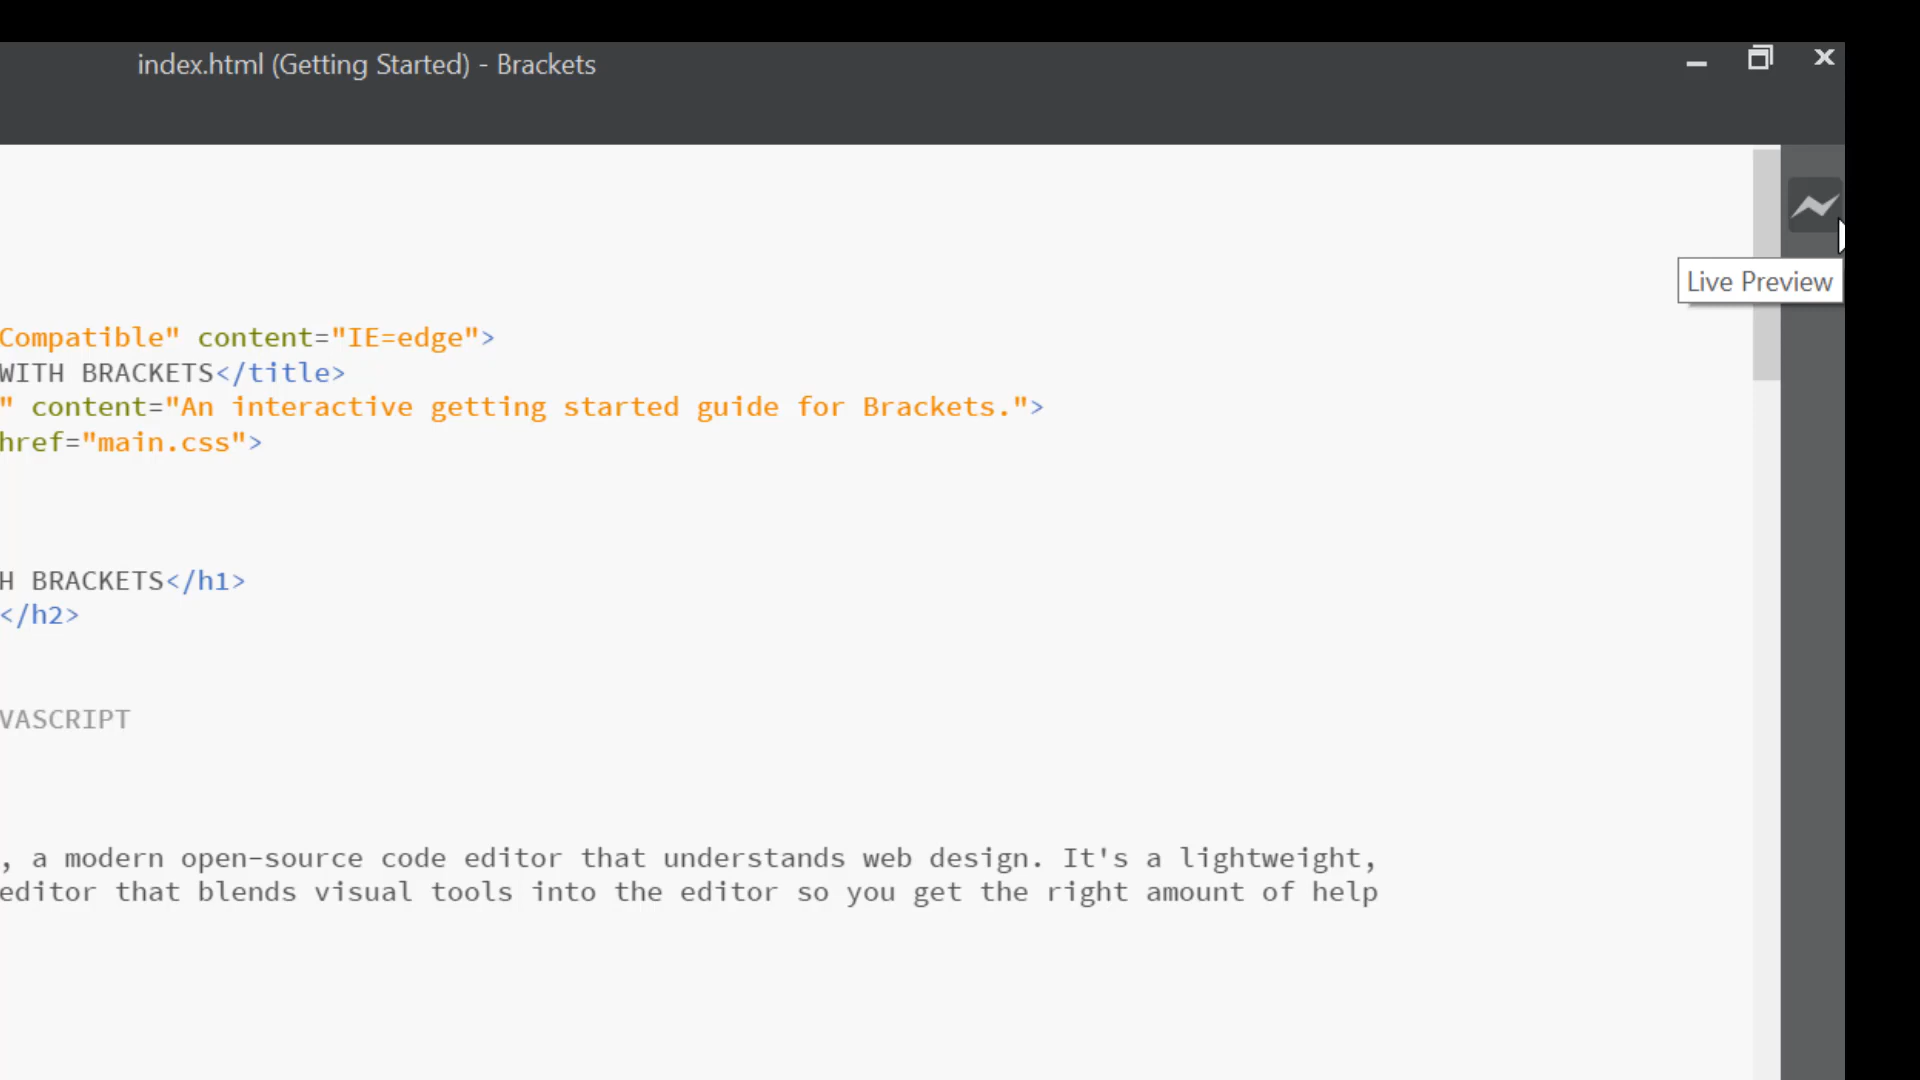 index.html (Getting Started) - Brackets
Live Preview
Compatible" content="IE=edge">
WITH BRACKETS</title>
" content="An interactive getting started guide for Brackets.">
href="main.css">
H BRACKETS</h1>
</h2>
VASCRIPT
, a modern open-source code editor that understands web design. It's a lightweight,
editor that blends visual tools into the editor so you get the right amount of help